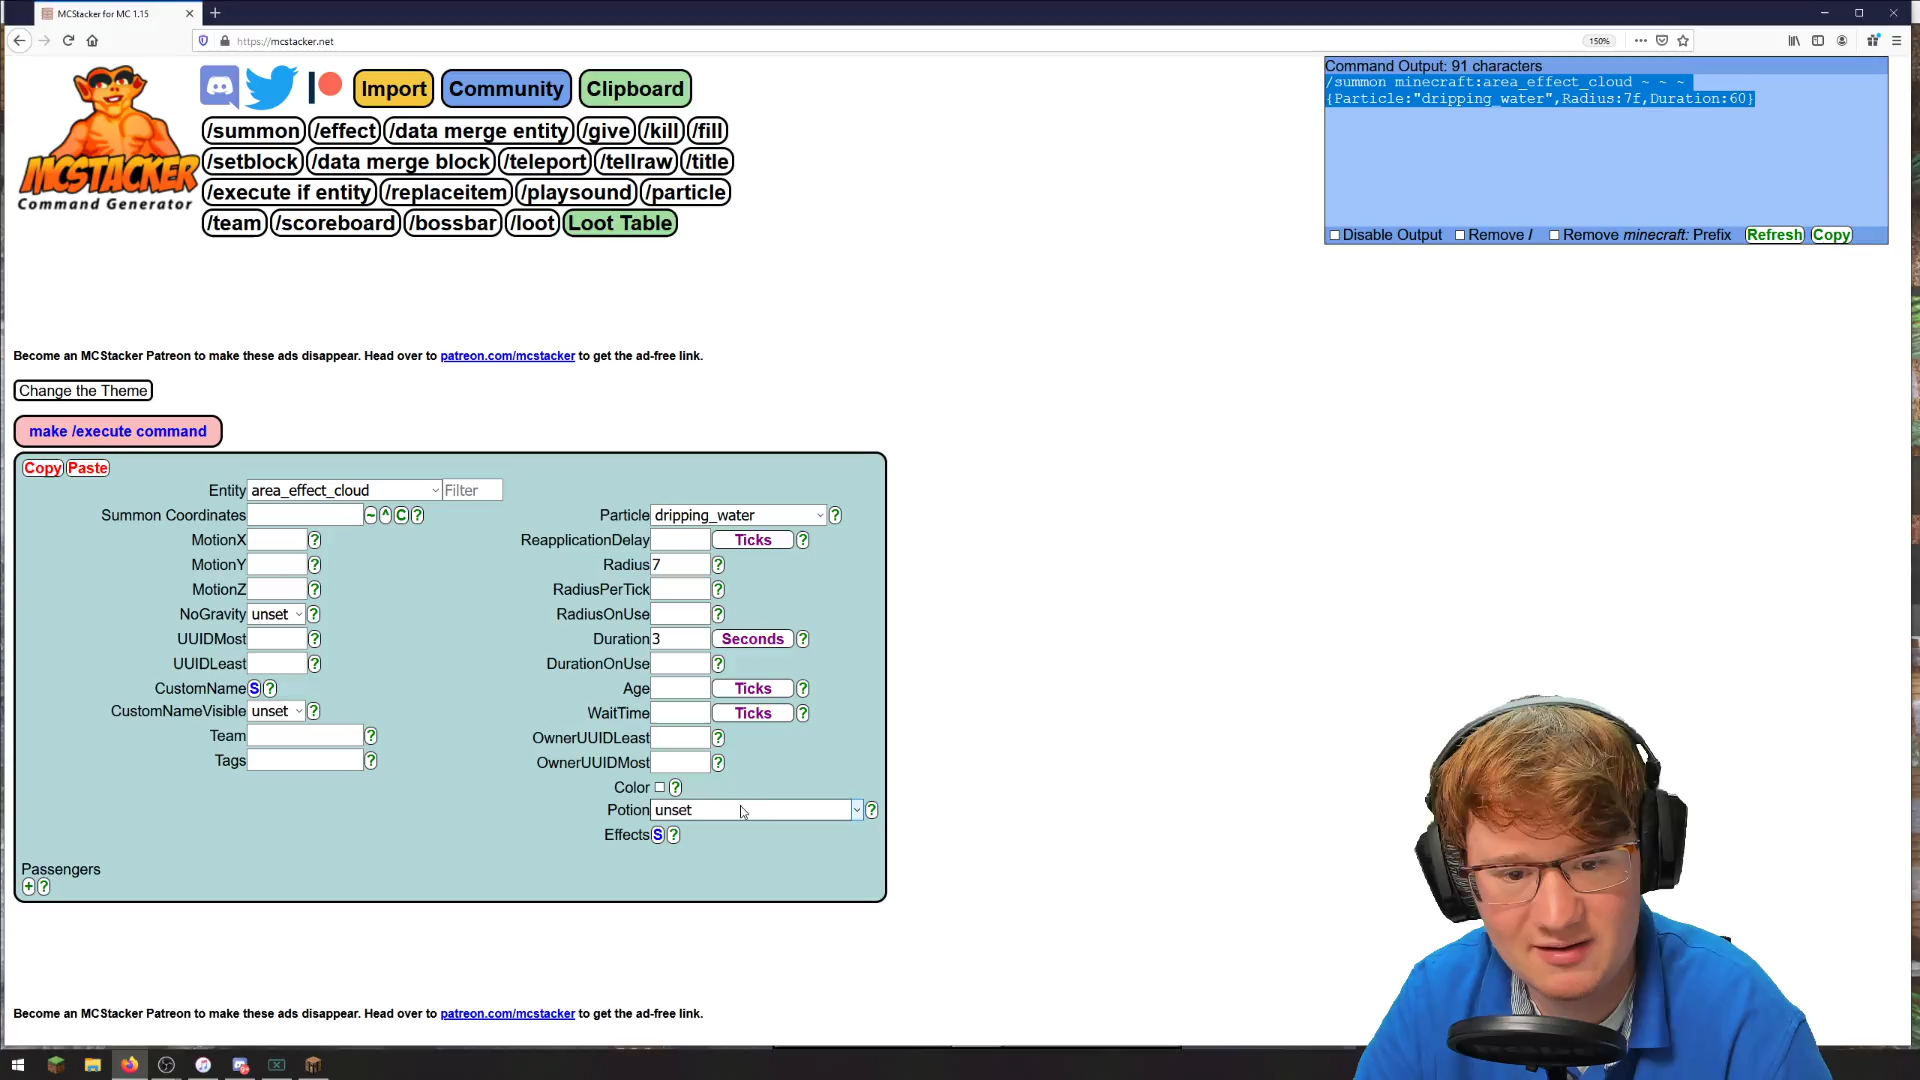 MCStacker for MC 1.15
https://mcstacker.net
150%
MCSTACKER
Command Generator
Import
Community
Clipboard
/summon /effect /data merge entity /give /kill /fill
/setblock /data merge block /teleport /tellraw /title
/execute if entity /replaceitem /playsound /particle
/team /scoreboard /bossbar /loot Loot Table
Command Output: 91 characters
/summon minecraft:area_effect_cloud ~ ~ ~
{Particle:"dripping_water",Radius:7f,Duration:60}
Disable Output Remove / Remove minecraft: Prefix Refresh Copy
Become an MCStacker Patreon to make these ads disappear. Head over to patreon.com/mcstacker to get the ad-free link.
Change the Theme
make /execute command
Copy Paste
Entity area_effect_cloud Filter
Summon Coordinates ~ ^ C ?
MotionX ?
MotionY ?
MotionZ ?
NoGravity unset ?
UUIDMost ?
UUIDLeast ?
CustomName S ?
CustomNameVisible unset ?
Team ?
Tags ?
Particle dripping_water ?
ReapplicationDelay Ticks ?
Radius 7 ?
RadiusPerTick ?
RadiusOnUse ?
Duration 3 Seconds ?
DurationOnUse ?
Age Ticks ?
WaitTime Ticks ?
OwnerUUIDLeast ?
OwnerUUIDMost ?
Color ?
Potion unset ?
Effects S ?
Passengers
+ ?
Become an MCStacker Patreon to make these ads disappear. Head over to patreon.com/mcstacker to get the ad-free link.